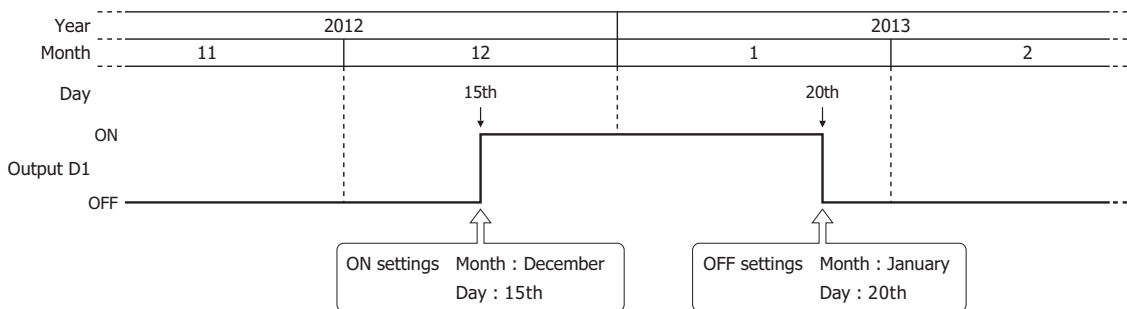 Year 2012 2013
Month 11 12 1 2
Day 15th 20th
ON
Output D1
OFF
ON settings Month : December
Day : 15th
OFF settings Month : January
Day : 20th